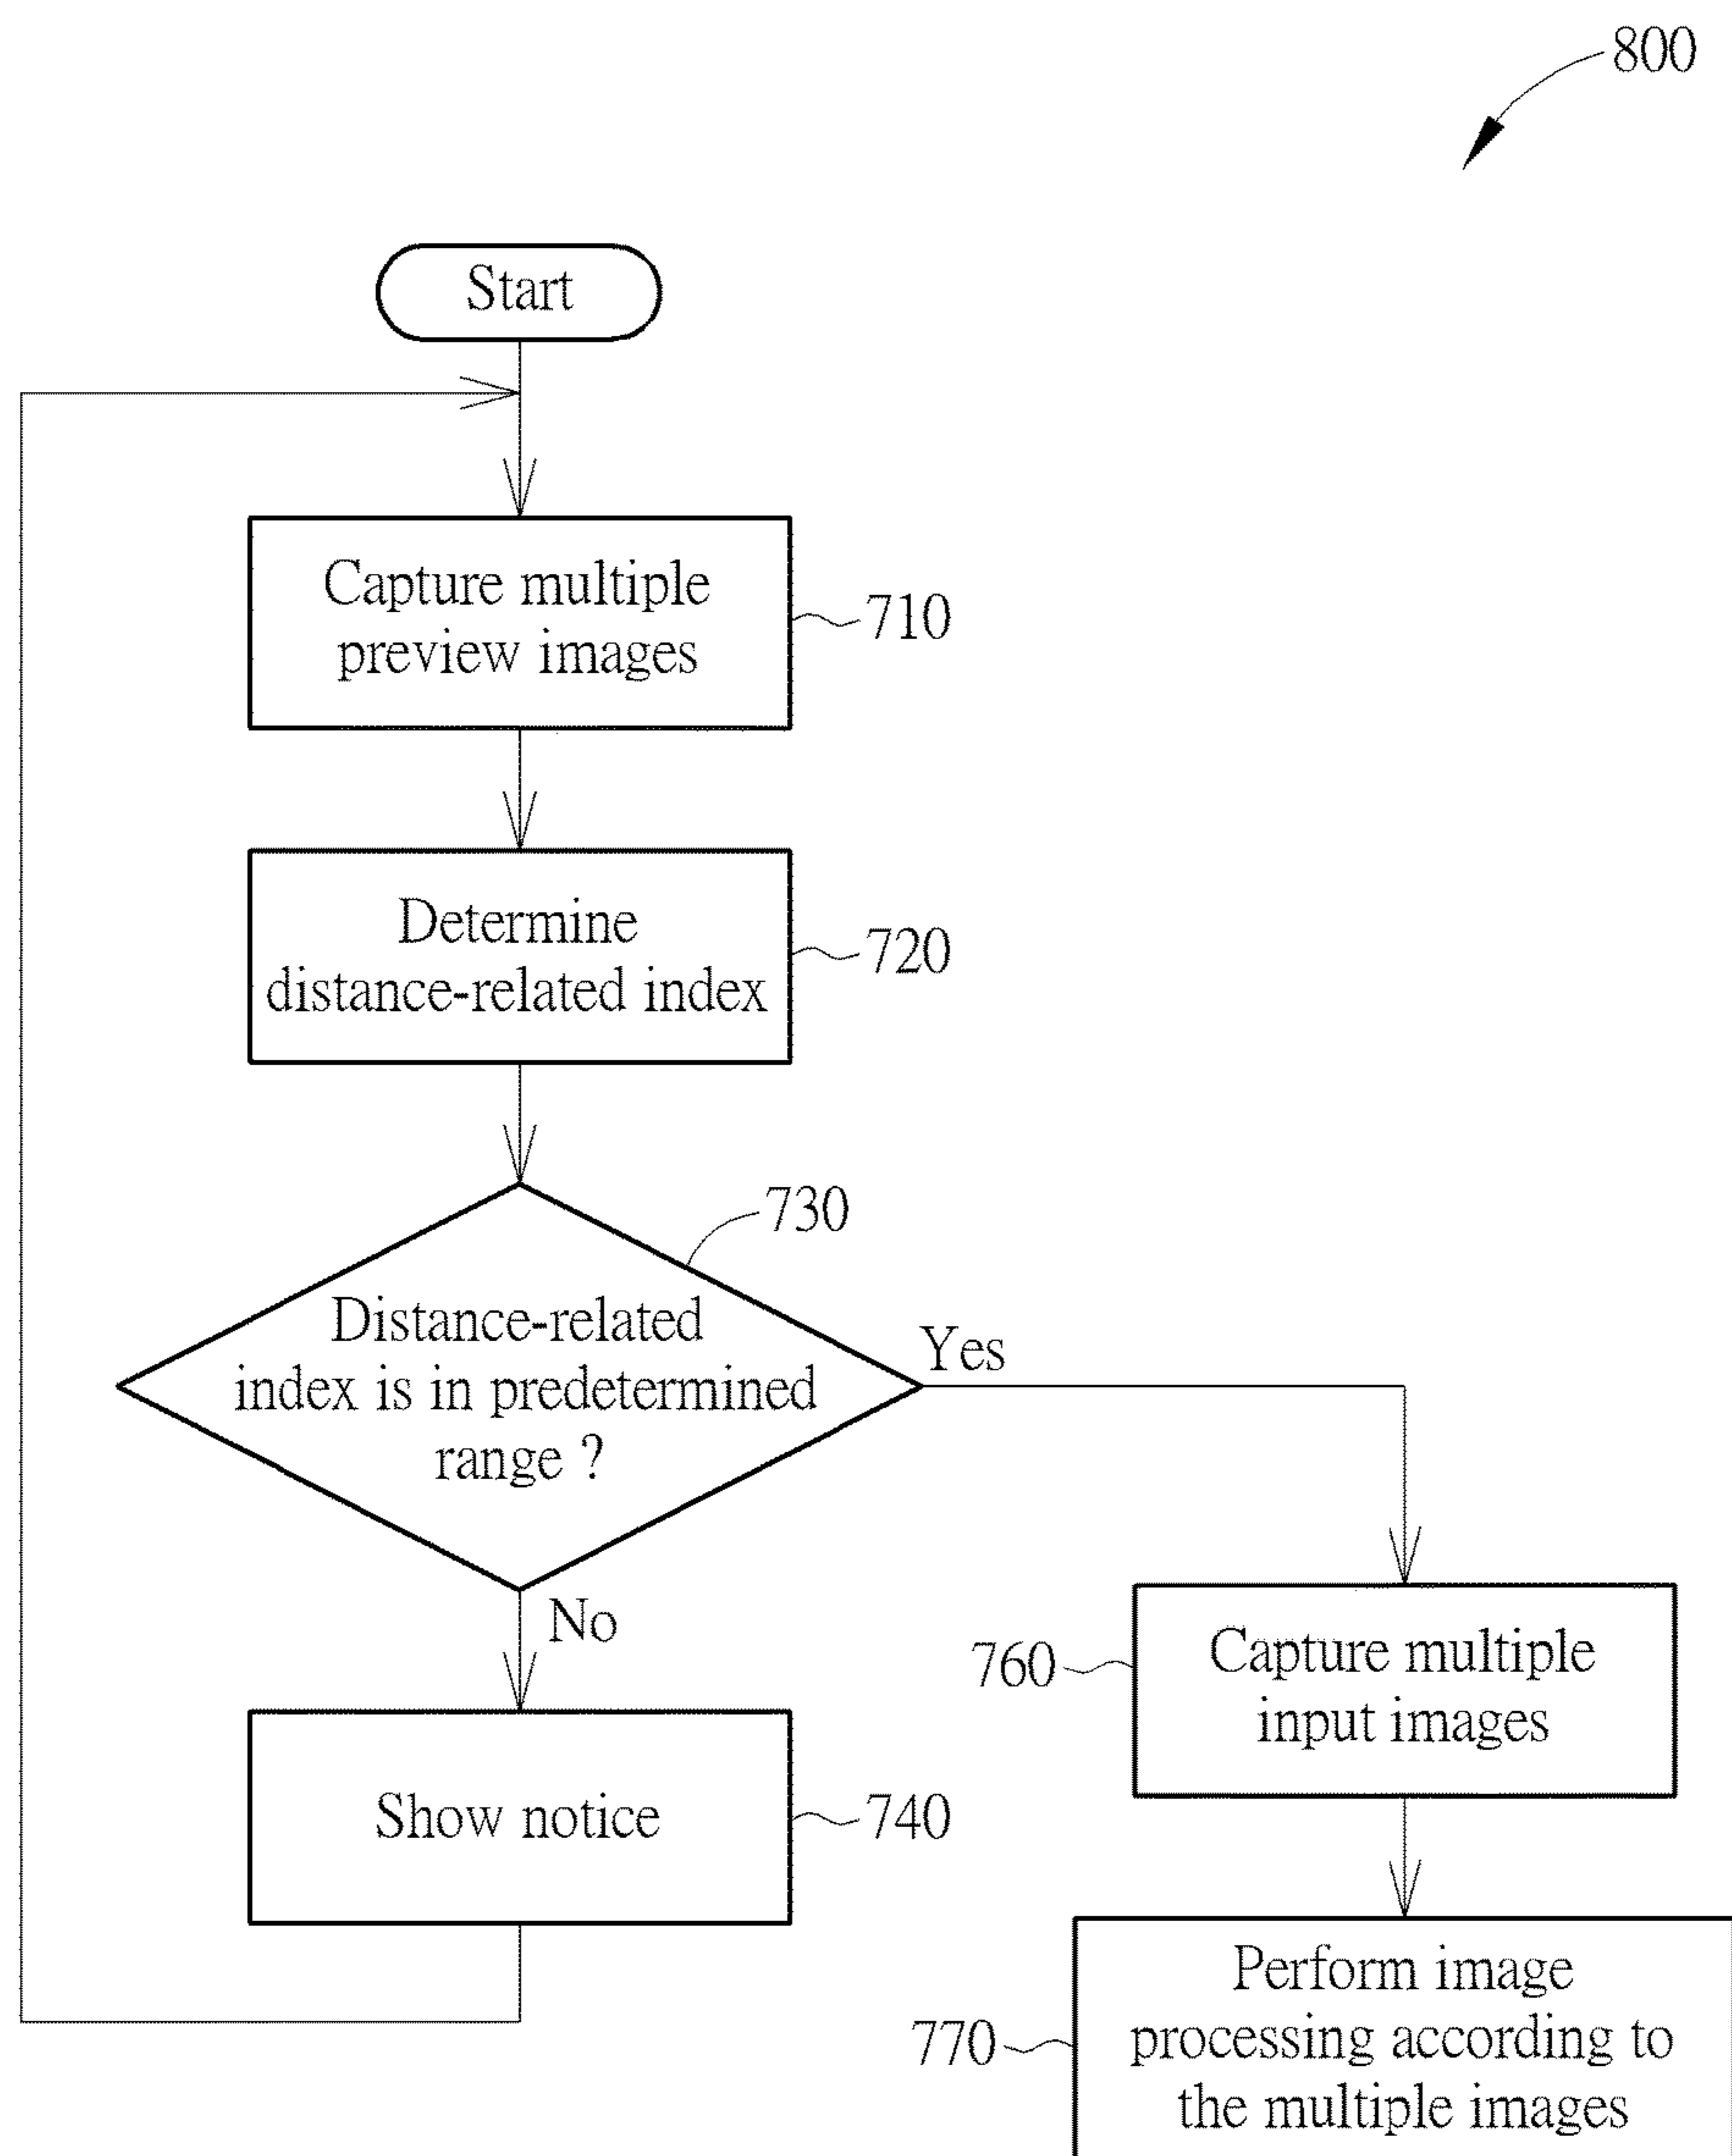 800
Start
Capture multiple
preview images
710
Determine
distance-related index
720
730
Distance-related
index is in predetermined
range ?
Yes
No
760
Capture multiple
input images
Show notice
740
770
Perform image
processing according to
the multiple images